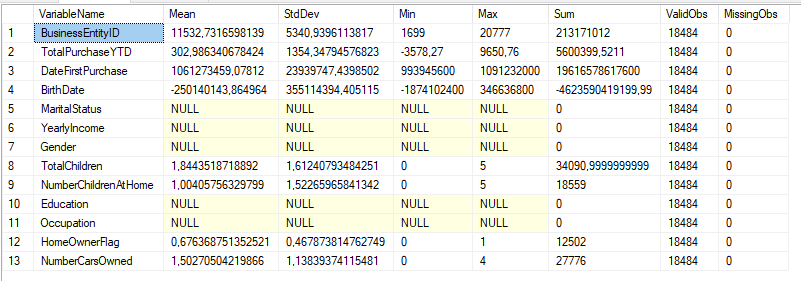 VariableName Mean StdDev Min Max Sum ValidObs MissingObs
1 BusinessEntityID 11532,7316598139 5340,9396113817 1699 20777 213171012 18484 0
2 TotalPurchaseYTD 302,986340678424 1354,34794576823 -3578,27 9650,76 5600399,5211 18484 0
3 DateFirstPurchase 1061273459,07812 23939747,4398502 993945600 1091232000 19616578617600 18484 0
4 BirthDate -250140143,864964 355114394,405115 -1874102400 346636800 -4623590419199,99 18484 0
5 MaritalStatus NULL NULL NULL NULL 0 18484 0
6 YearlyIncome NULL NULL NULL NULL 0 18484 0
7 Gender NULL NULL NULL NULL 0 18484 0
8 TotalChildren 1,8443518718892 1,61240793484251 0 5 34090,9999999999 18484 0
9 NumberChildrenAtHome 1,00405756329799 1,52265965841342 0 5 18559 18484 0
10 Education NULL NULL NULL NULL 0 18484 0
11 Occupation NULL NULL NULL NULL 0 18484 0
12 HomeOwnerFlag 0,676368751352521 0,467873814762749 0 1 12502 18484 0
13 NumberCarsOwned 1,50270504219866 1,13839374115481 0 4 27776 18484 0